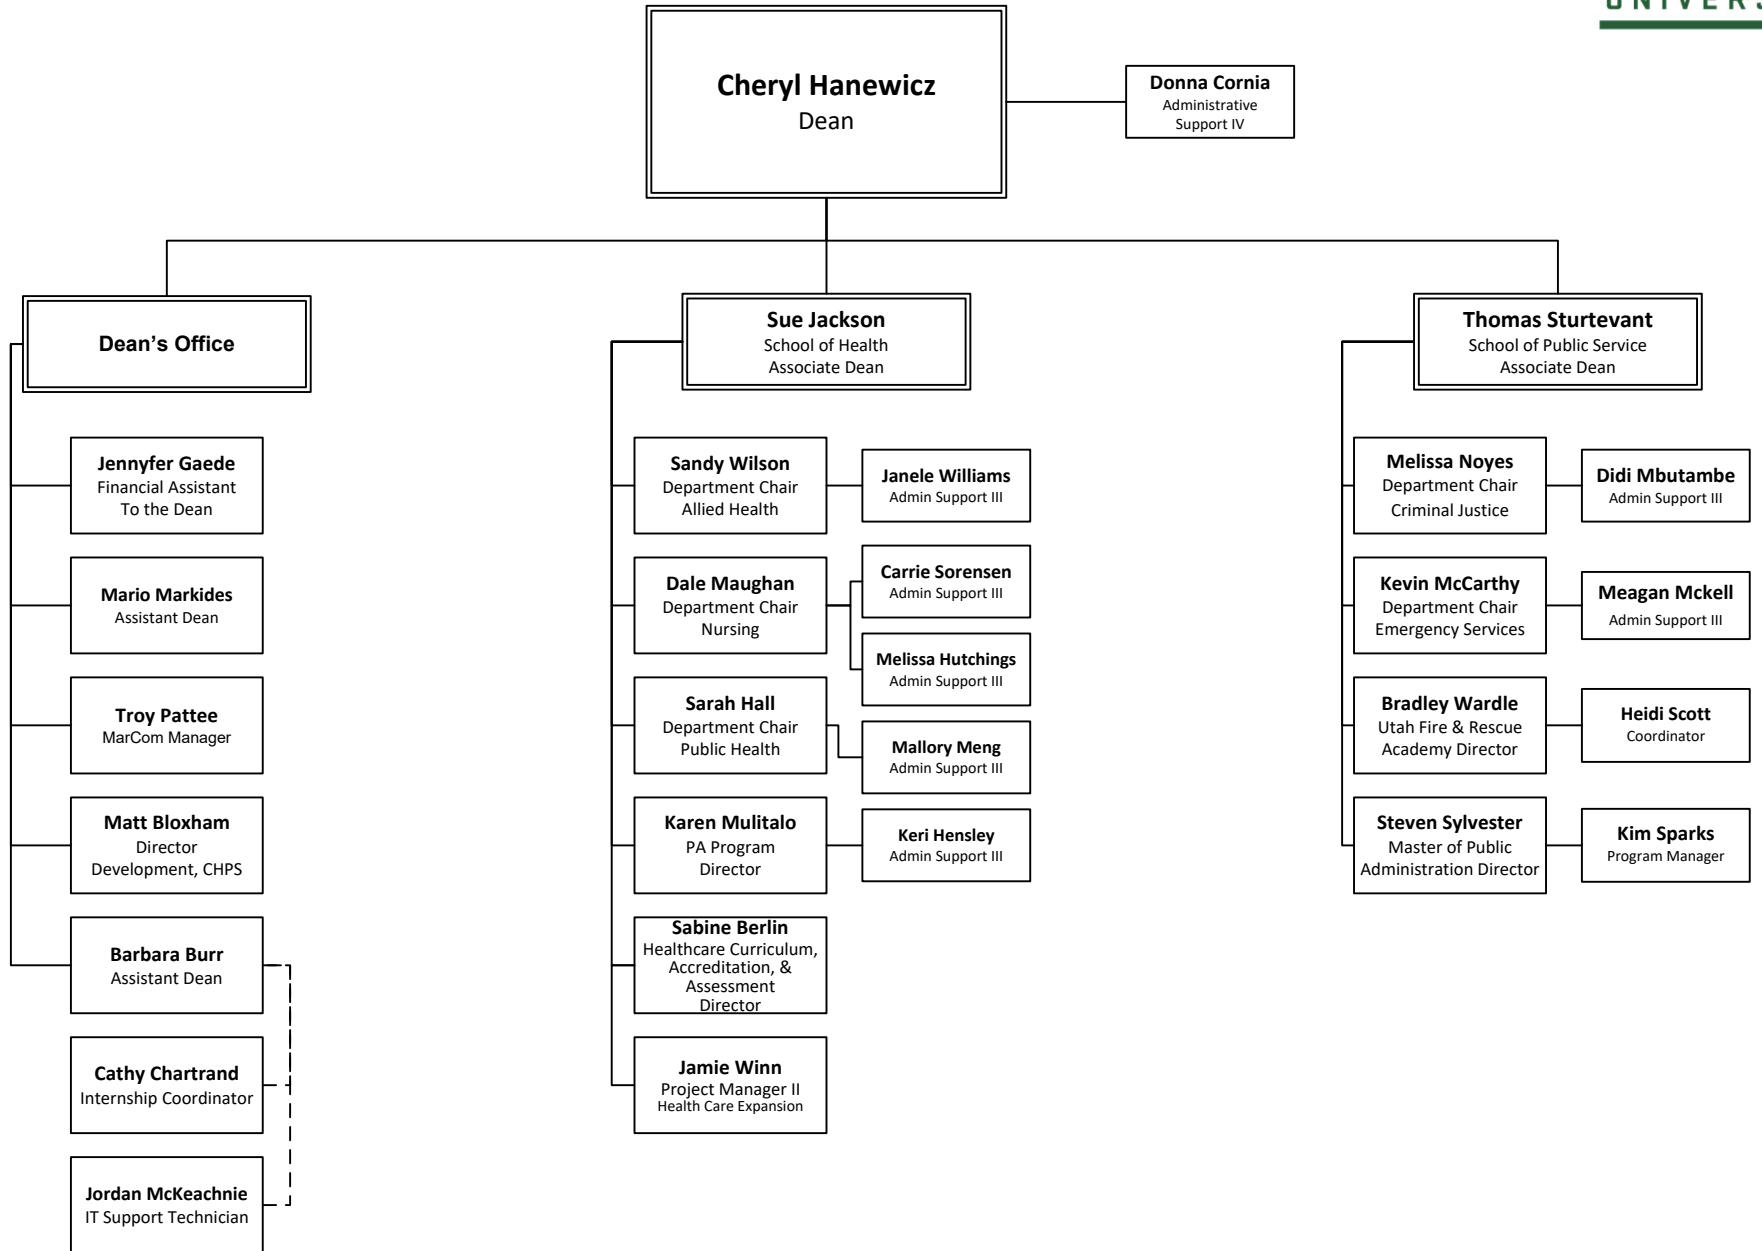 Cheryl Hanewicz
Dean
Donna Cornia
Administrative
Support IV
Dean’s Office
Jennyfer Gaede
Financial Assistant
To the Dean
Mario Markides
Assistant Dean
Troy Pattee
MarCom Manager
Matt Bloxham
Director
Development, CHPS
Barbara Burr
Assistant Dean
Cathy Chartrand
Internship Coordinator
Jordan McKeachnie
IT Support Technician
Sue Jackson
School of Health
Associate Dean
Sandy Wilson
Department Chair
Allied Health
Janele Williams
Admin Support III
Dale Maughan
Department Chair
Nursing
Carrie Sorensen
Admin Support III
Melissa Hutchings
Admin Support III
Sarah Hall
Department Chair
Public Health
Mallory Meng
Admin Support III
Karen Mulitalo
PA Program
Director
Keri Hensley
Admin Support III
Sabine Berlin
Healthcare Curriculum,
Accreditation, &
Assessment
Director
Jamie Winn
Project Manager II
Health Care Expansion
Thomas Sturtevant
School of Public Service
Associate Dean
Melissa Noyes
Department Chair
Criminal Justice
Didi Mbutambe
Admin Support III
Kevin McCarthy
Department Chair
Emergency Services
Meagan Mckell
Admin Support III
Bradley Wardle
Utah Fire & Rescue
Academy Director
Heidi Scott
Coordinator
Steven Sylvester
Master of Public
Administration Director
Kim Sparks
Program Manager